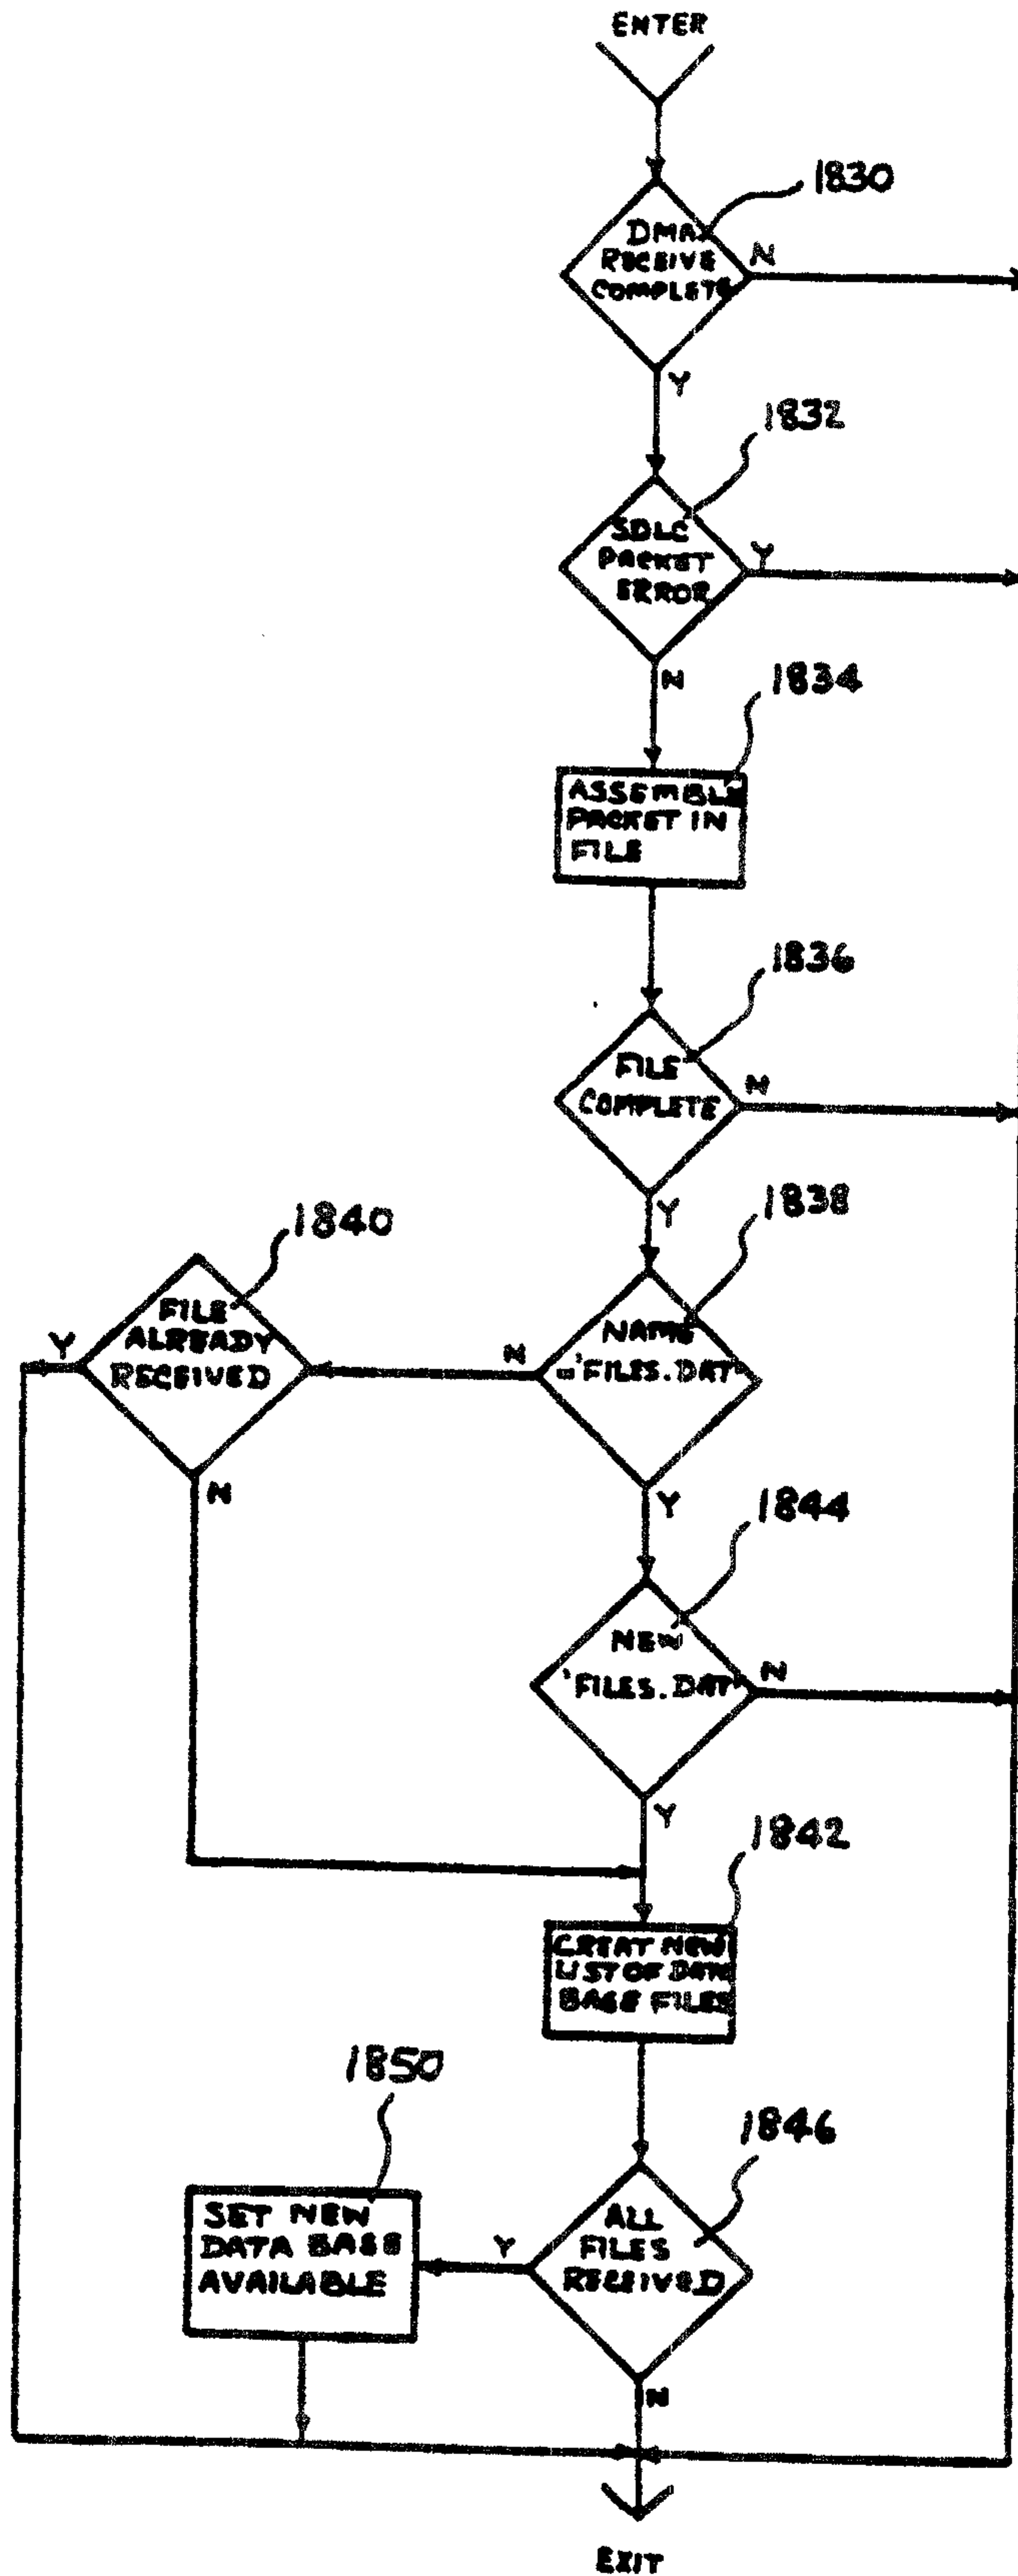 ENTER
1830
DMA
RECEIVE
COMPLETE
N
Y
1832
SDLC
PACKET
ERROR
Y
N
1834
ASSEMBLE
PACKET IN
FILE
1836
FILE
COMPLETE
N
Y
1838
NAME
='FILES.DAT'
N
Y
1840
FILE
ALREADY
RECEIVED
Y
N
1844
NEW
'FILES.DAT'
N
Y
1842
CREAT NEW
LIST OF DATA
BASE FILES
1846
ALL
FILES
RECEIVED
Y
N
1850
SET NEW
DATA BASE
AVAILABLE
EXIT